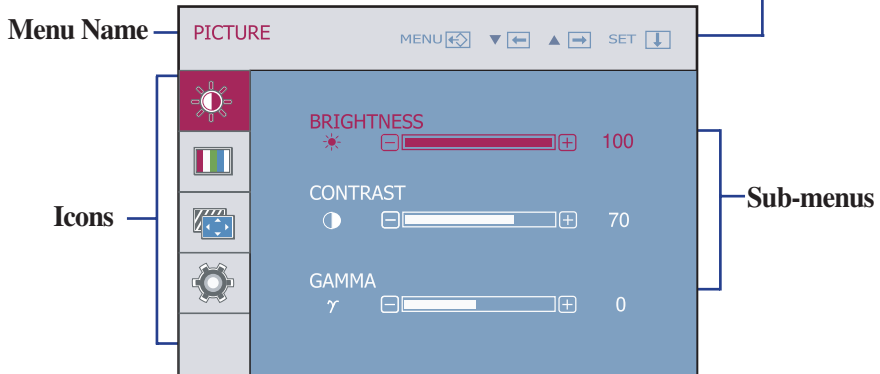 Menu Name
PICTURE
MENU ▼ ▲ SET
BRIGHTNESS
100
CONTRAST
70
GAMMA
γ 0
Icons
Sub-menus